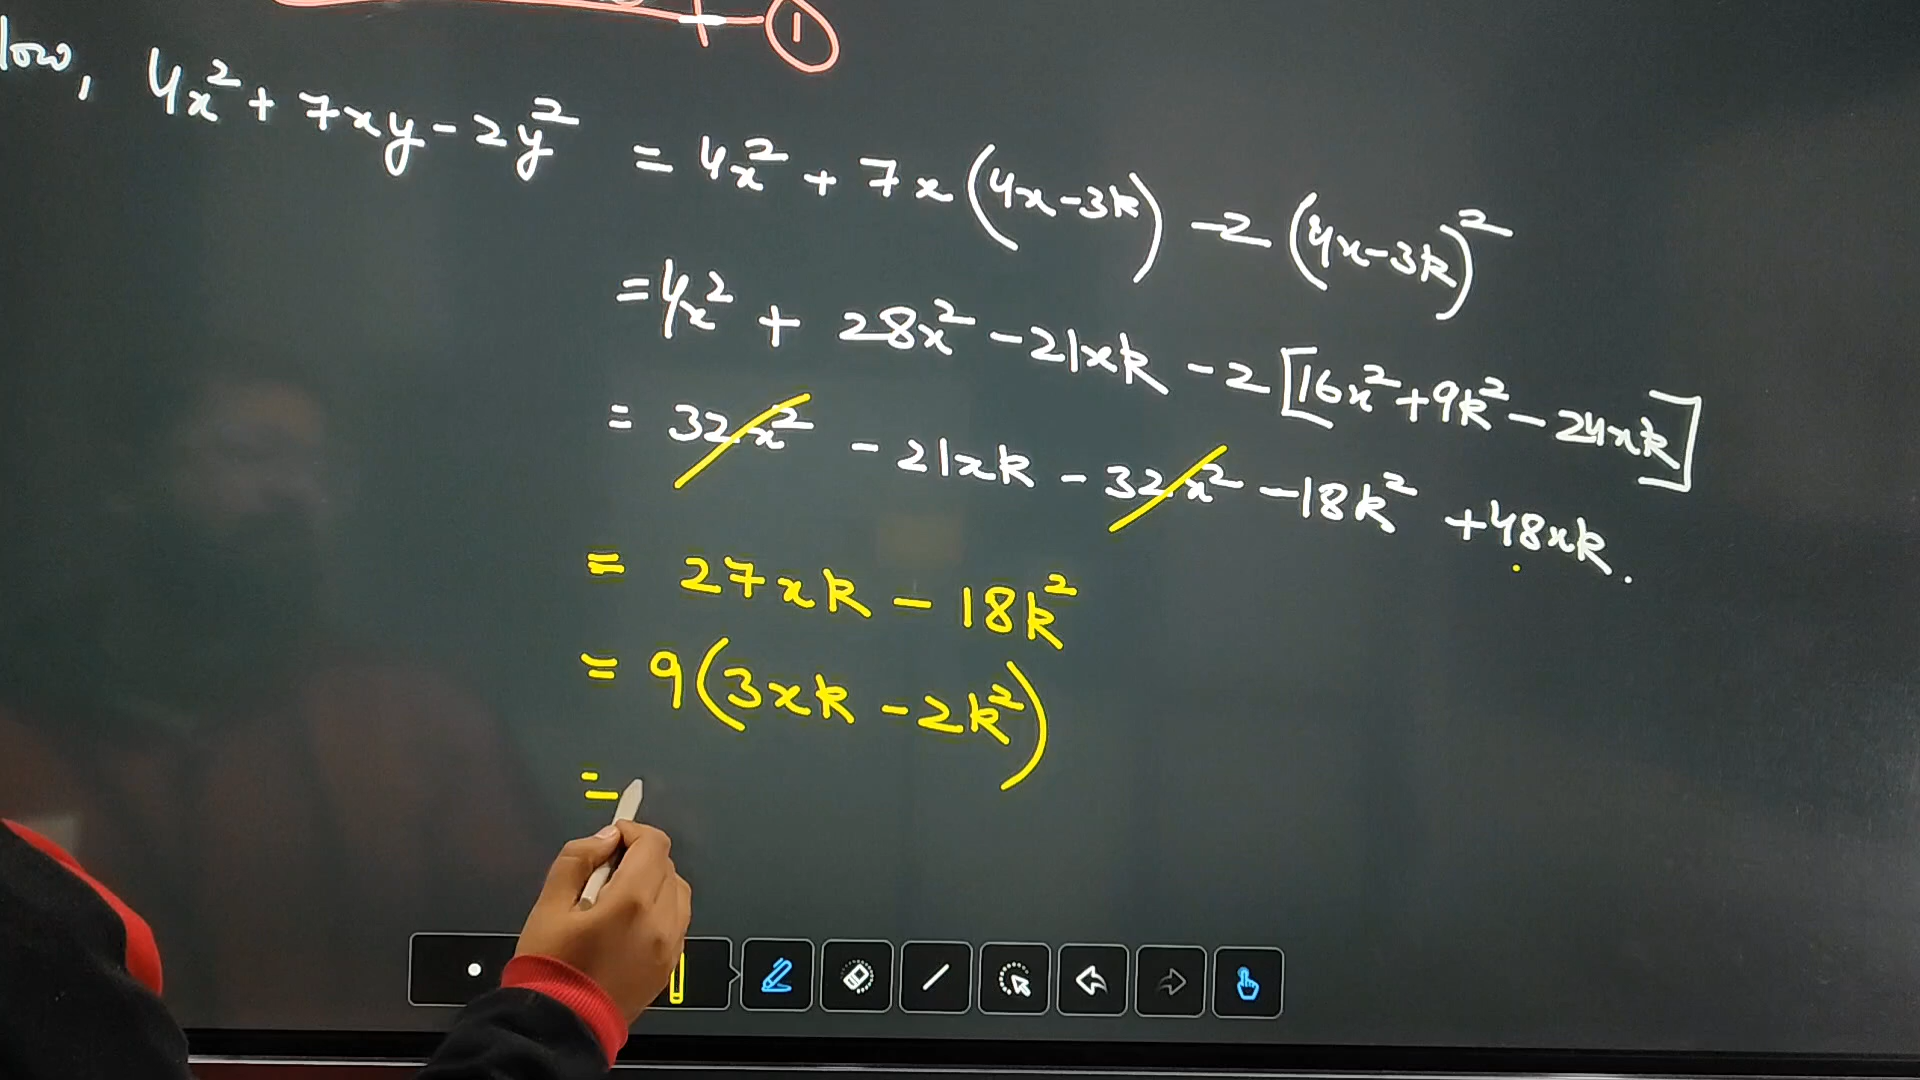 ①
low, 4x² + 7xy - 2y² = 4x² + 7x (4x-3k) - 2 (4x-3k)²
= 4x² + 28x² - 21xk - 2 [16x² + 9k² - 24xk]
= 32x² - 21xk - 32x² - 18k² + 48xk.
= 27xk - 18k²
= 9(3xk - 2k²)
=